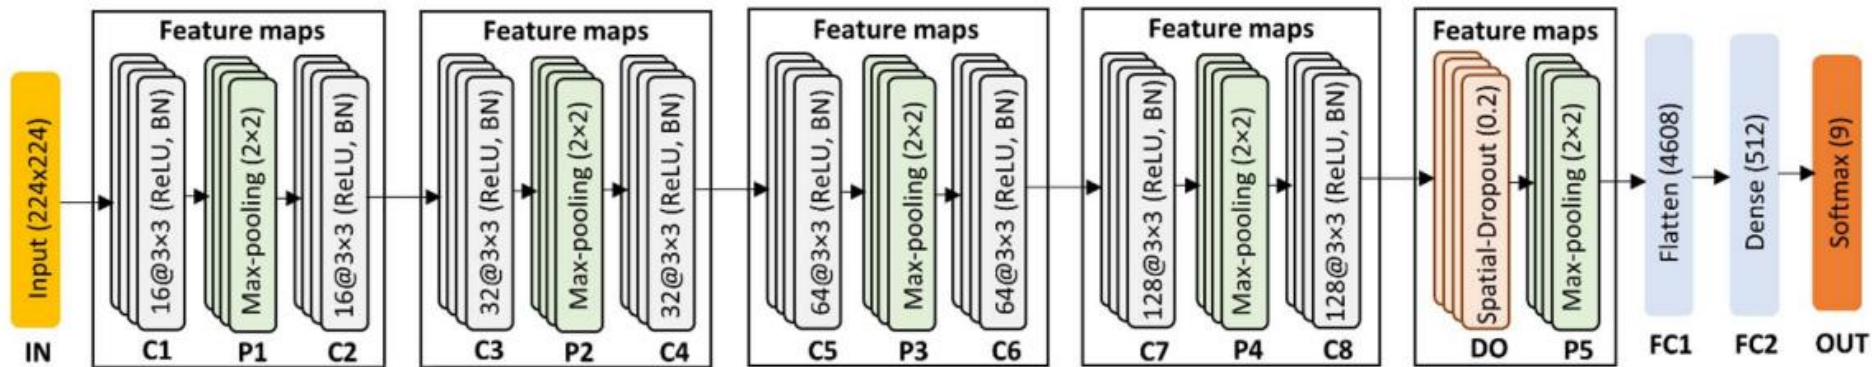 Input (224x224)
IN
Feature maps
16@3×3 (ReLU, BN)
Max-pooling (2×2)
16@3×3 (ReLU, BN)
C1
P1
C2
Feature maps
32@3×3 (ReLU, BN)
Max-pooling (2×2)
32@3×3 (ReLU, BN)
C3
P2
C4
Feature maps
64@3×3 (ReLU, BN)
Max-pooling (2×2)
64@3×3 (ReLU, BN)
C5
P3
C6
Feature maps
128@3×3 (ReLU, BN)
Max-pooling (2×2)
128@3×3 (ReLU, BN)
C7
P4
C8
Feature maps
Spatial-Dropout (0.2)
Max-pooling (2×2)
DO
P5
Flatten (4608)
FC1
Dense (512)
FC2
Softmax (9)
OUT